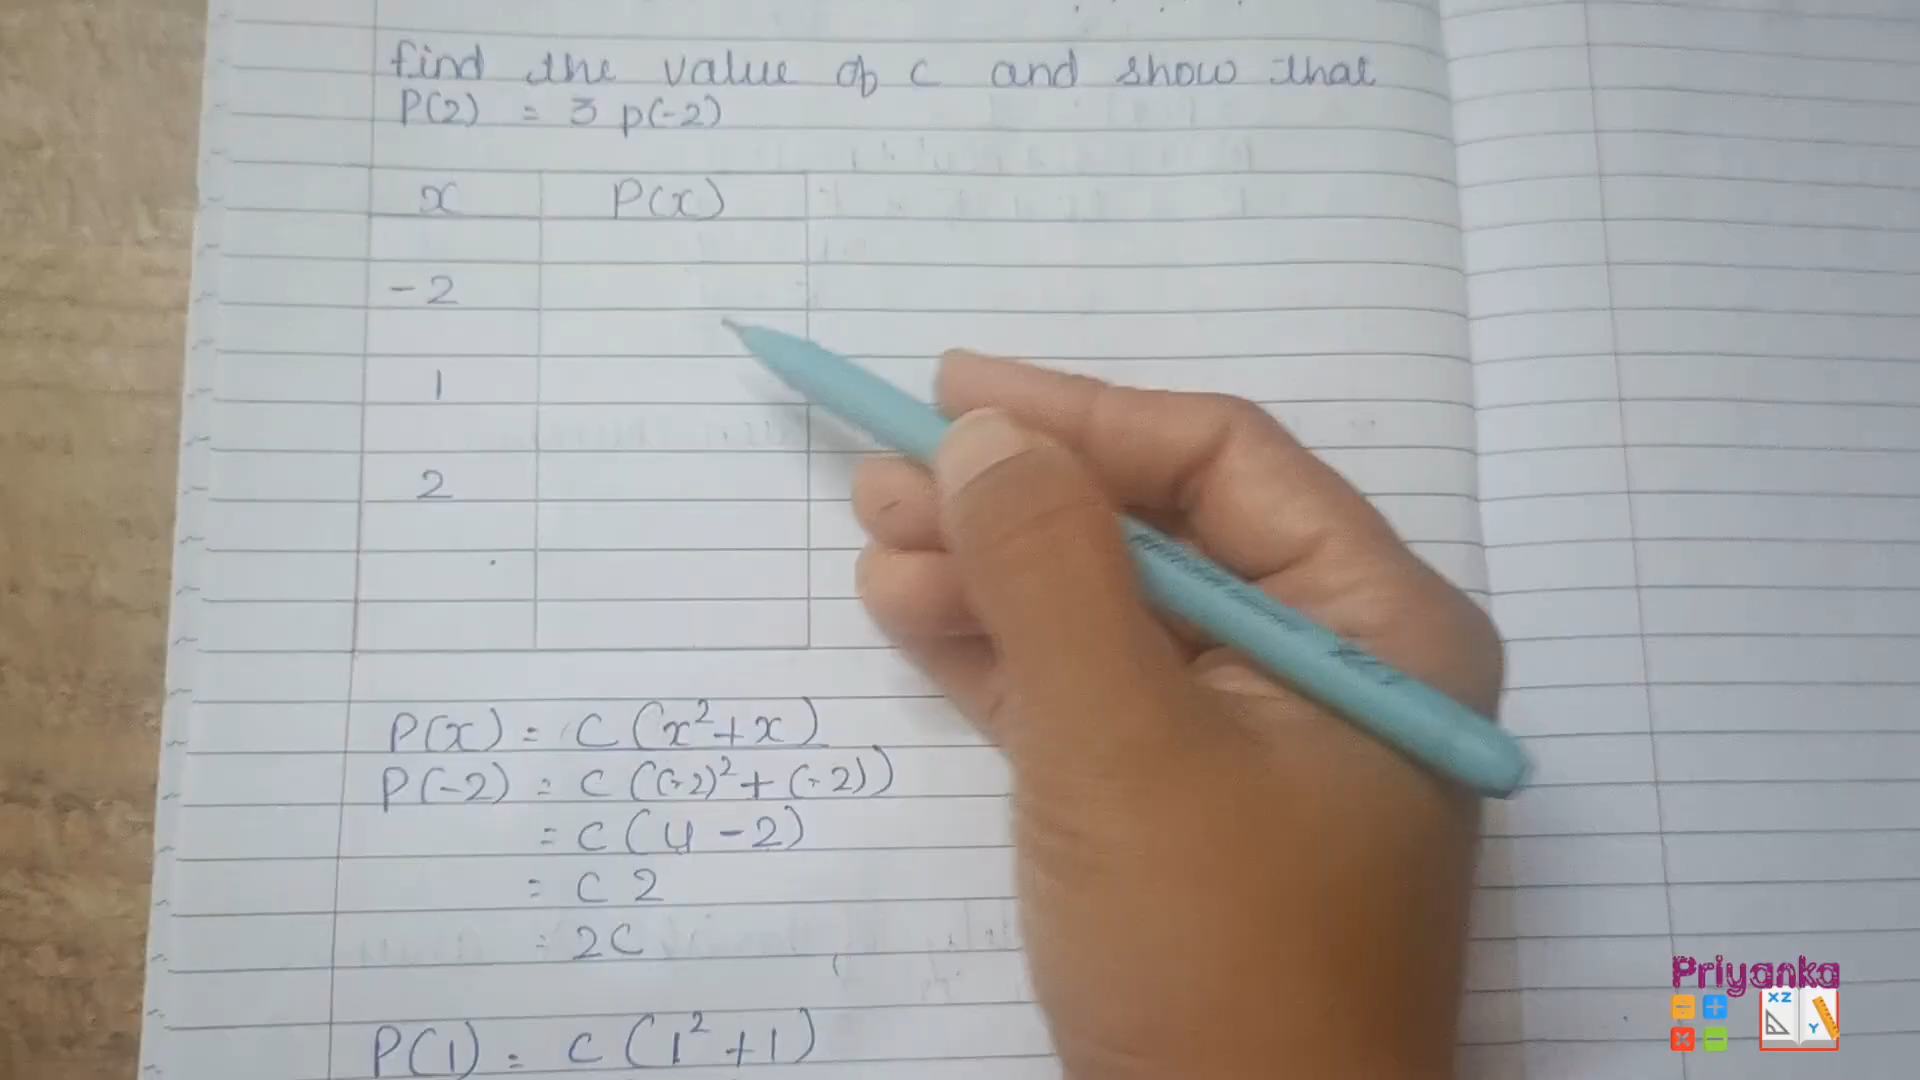 find the value of c and show that
P(2) = 3 p(-2)
x P(x)
-2
1
2
P(x) = C (x²+x)
P(-2) = C ((-2)²+(-2))
= C (4 -2)
= C 2
= 2C
P(1) = C (1²+1)
Priyanka
XZ
Y